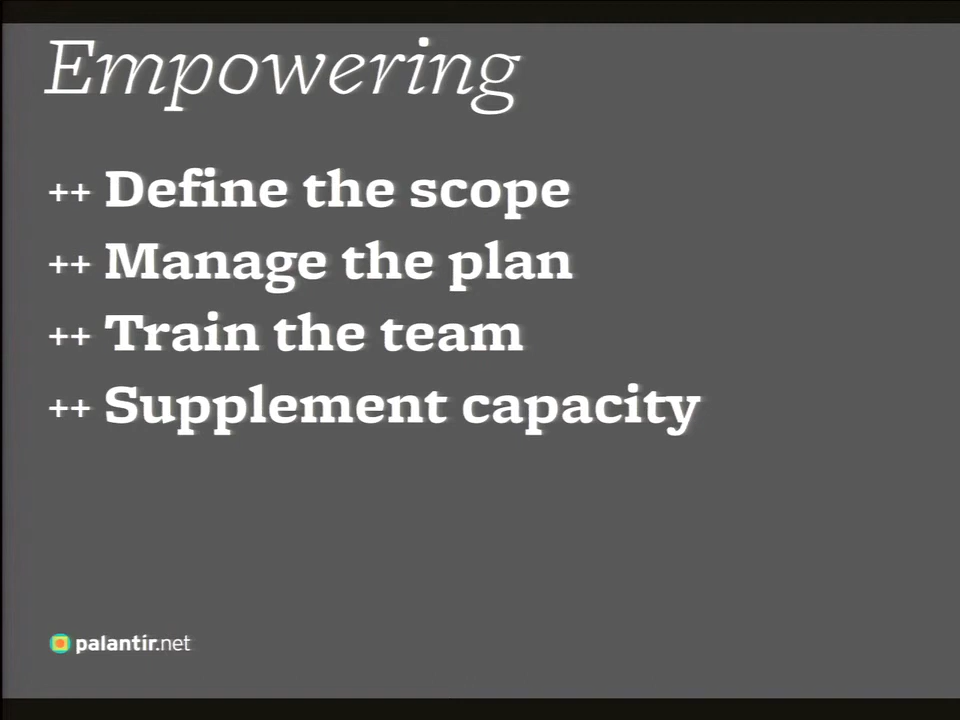 Empowering
++ Define the scope
++ Manage the plan
++ Train the team
++ Supplement capacity
palantir.net